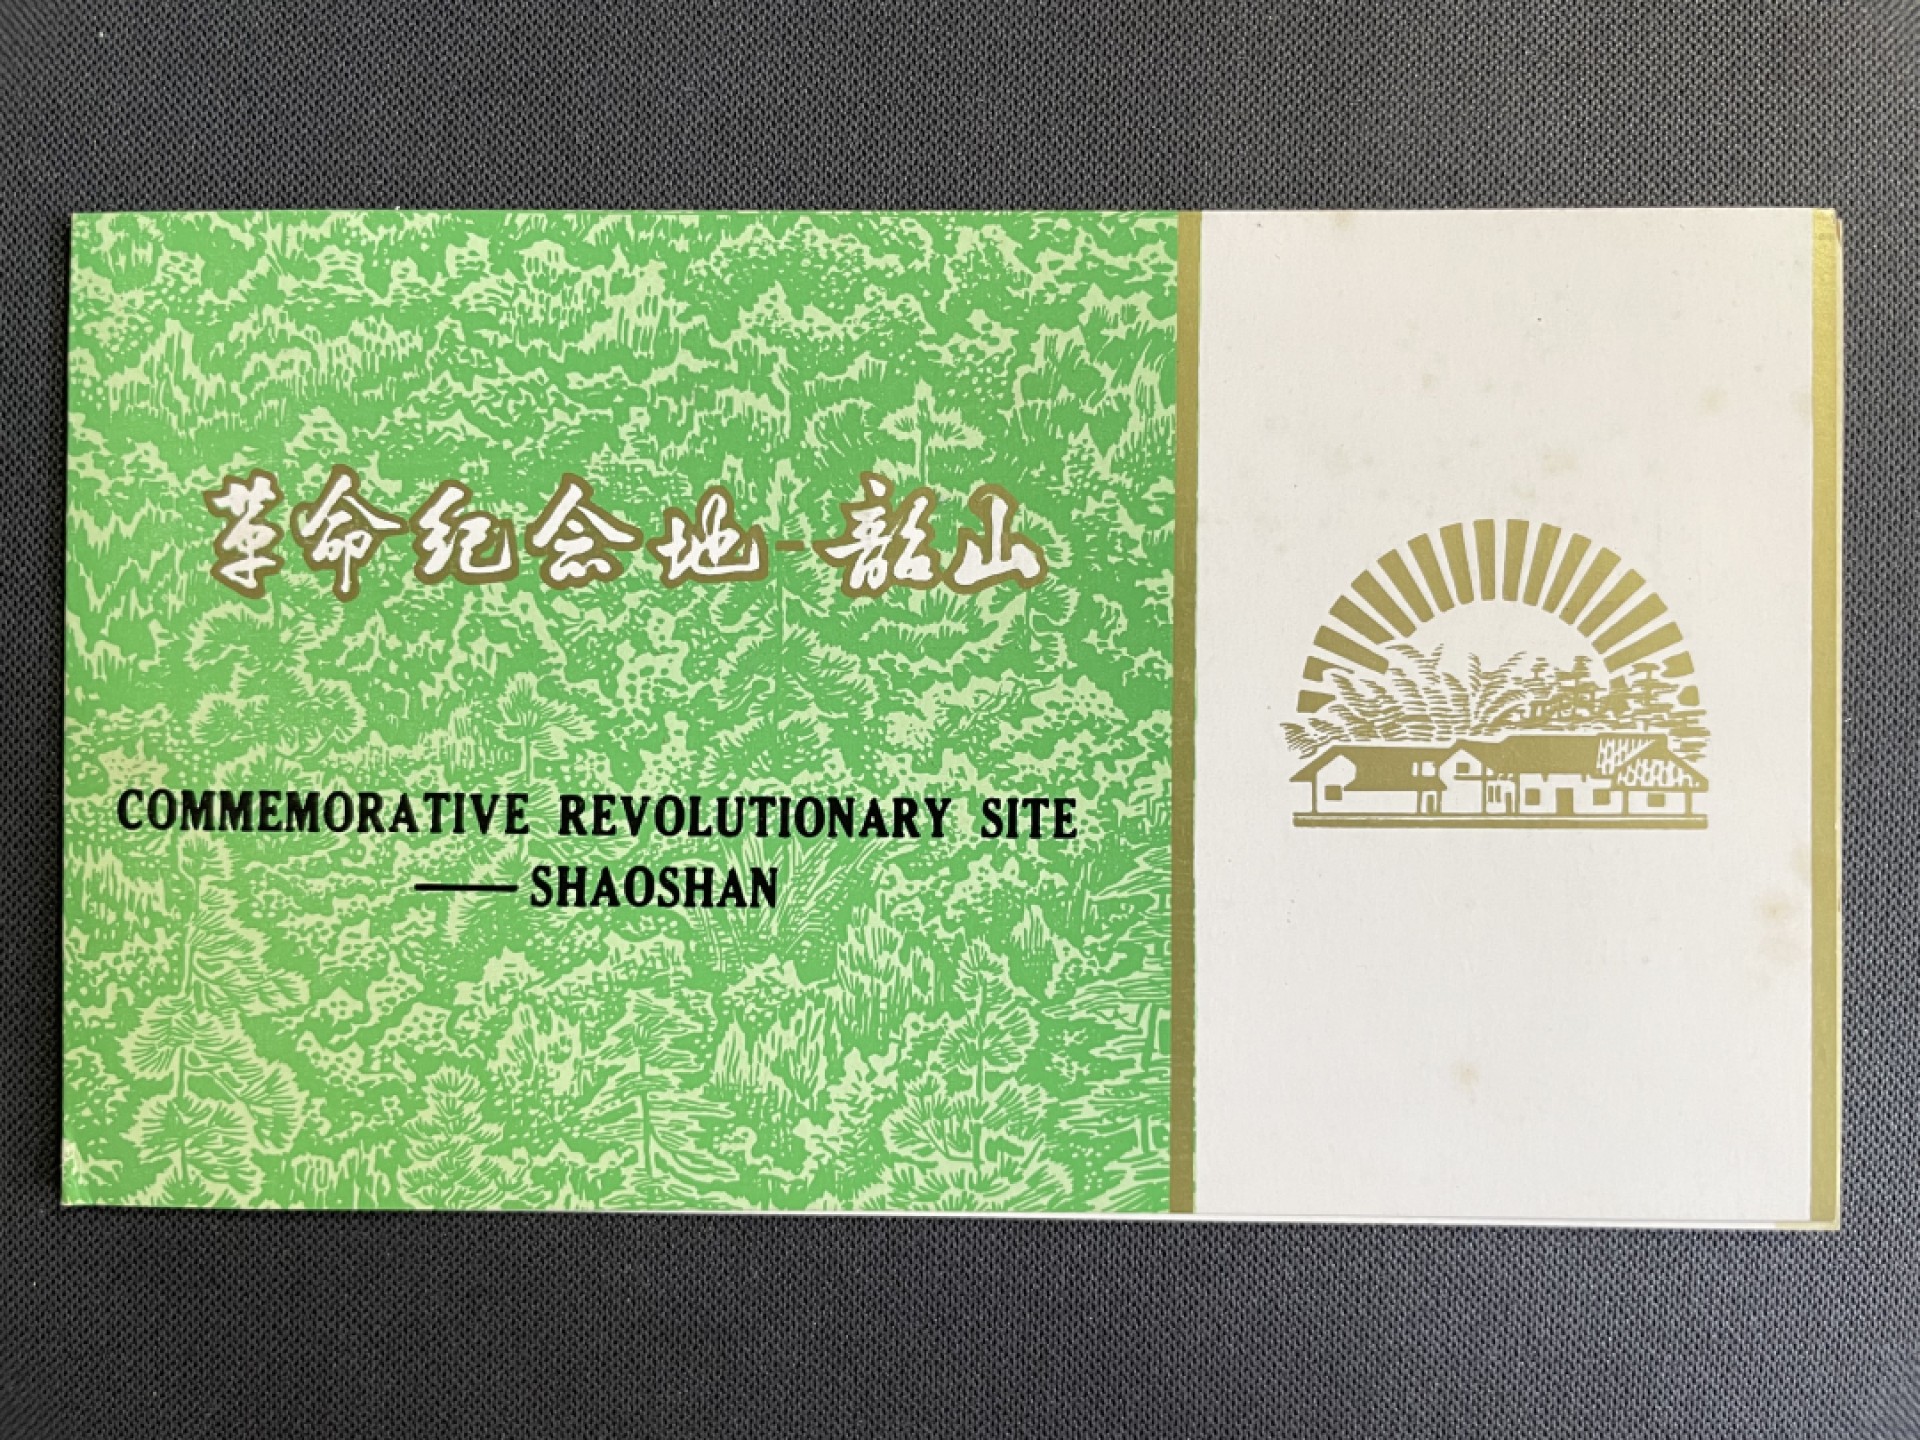 革命纪念地-韶山
COMMEMORATIVE REVOLUTIONARY SITE
——SHAOSHAN